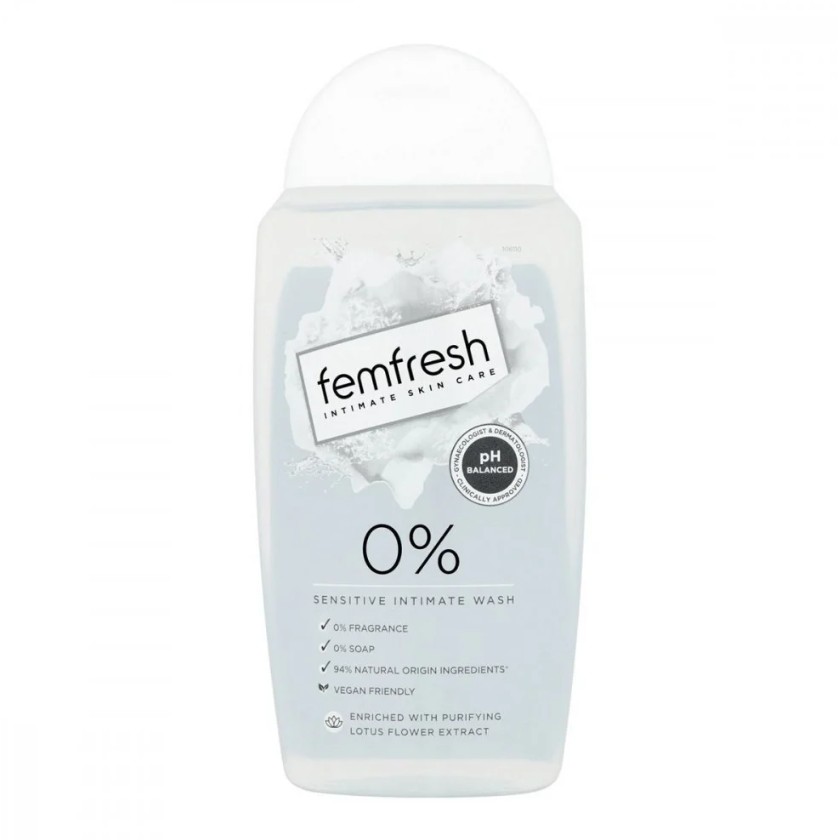 femfresh
INTIMATE SKIN CARE
GYNAECOLOGIST & DERMATOLOGIST
pH
BALANCED
CLINICALLY APPROVED
0%
SENSITIVE INTIMATE WASH
0% FRAGRANCE
0% SOAP
94% NATURAL ORIGIN INGREDIENTS*
VEGAN FRIENDLY
ENRICHED WITH PURIFYING
LOTUS FLOWER EXTRACT